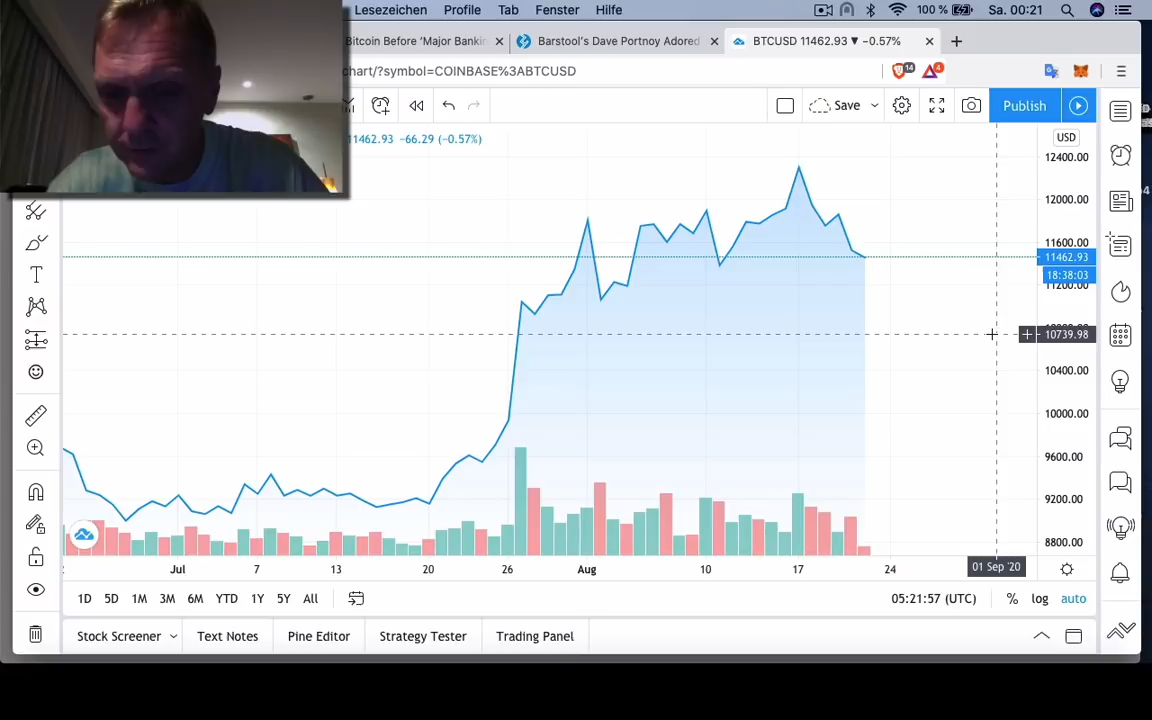 Lesezeichen Profile Tab Fenster Hilfe 100 % Sa. 00:21
Bitcoin Before ‘Major Bankin Barstool's Dave Portnoy Adored BTCUSD 11462.93 ▼ −0.57%
chart/?symbol=COINBASE%3ABTCUSD 14 4
Save Publish
11462.93 −66.29 (−0.57%)
USD
12400.00
12000.00
11600.00
11462.93
18:38:03
11200.00
10739.98
10400.00
10000.00
9600.00
9200.00
8800.00
Jul 7 13 20 26 Aug 10 17 24 01 Sep '20
1D 5D 1M 3M 6M YTD 1Y 5Y All 05:21:57 (UTC) % log auto
Stock Screener Text Notes Pine Editor Strategy Tester Trading Panel